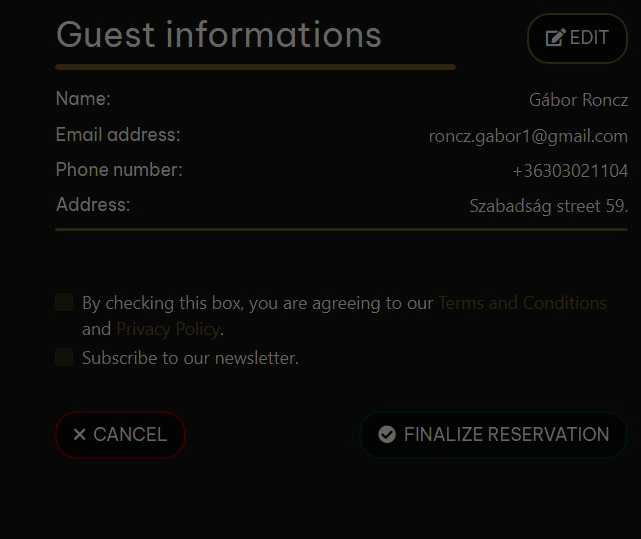 Guest informations
EDIT
Name: Gábor Roncz
Email address: roncz.gabor1@gmail.com
Phone number: +36303021104
Address: Szabadság street 59.
By checking this box, you are agreeing to our Terms and Conditions
and Privacy Policy.
Subscribe to our newsletter.
CANCEL
FINALIZE RESERVATION